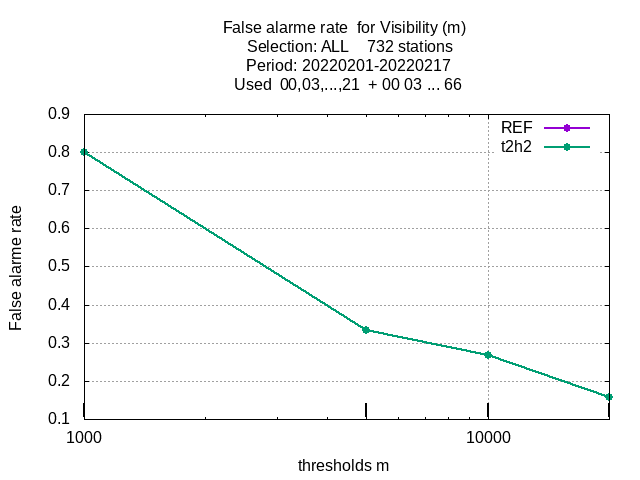 False alarme rate  for Visibility (m)
Selection: ALL    732 stations
Period: 20220201-20220217
Used  00,03,...,21  + 00 03 ... 66
REF
t2h2
0.9
0.8
0.7
0.6
0.5
0.4
0.3
0.2
0.1
False alarme rate
1000
10000
thresholds m